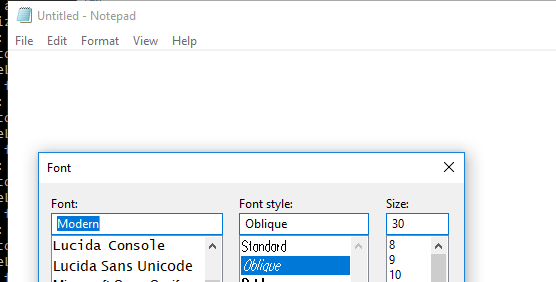 Untitled - Notepad
File Edit Format View Help
Font
Font: Font style: Size:
Modern Oblique 30
Lucida Console Standard 8
Lucida Sans Unicode Oblique 9
10